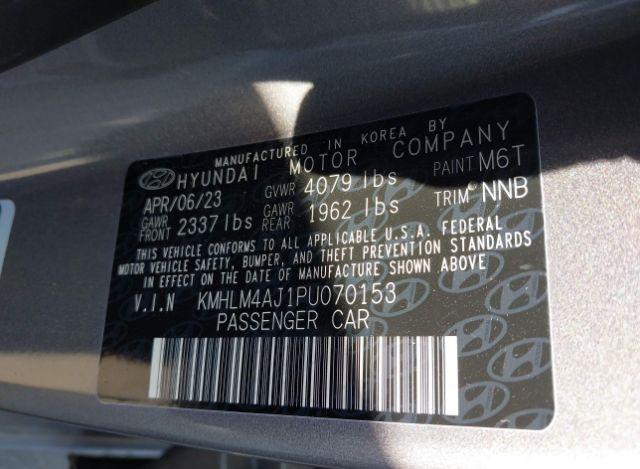 MANUFACTURED IN KOREA BY
HYUNDAI MOTOR COMPANY
APR/06/23 GVWR 4079 lbs PAINT M6T
GAWR FRONT 2337 lbs GAWR REAR 1962 lbs TRIM NNB
THIS VEHICLE CONFORMS TO ALL APPLICABLE U.S.A. FEDERAL
MOTOR VEHICLE SAFETY, BUMPER, AND THEFT PREVENTION STANDARDS
IN EFFECT ON THE DATE OF MANUFACTURE SHOWN ABOVE.
V.I.N KMHLM4AJ1PU070153
PASSENGER CAR